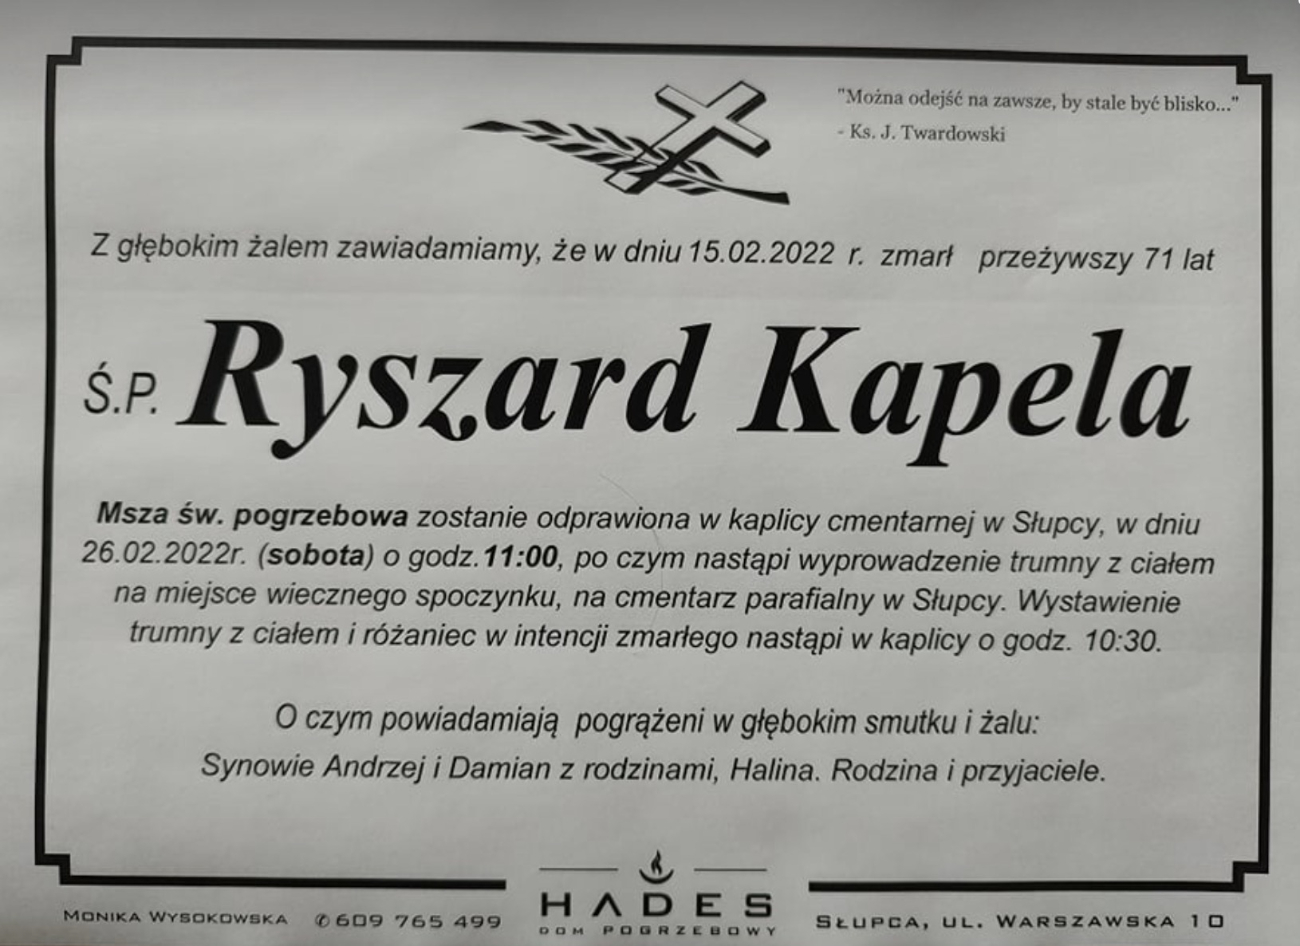 "Można odejść na zawsze, by stale być blisko..."
- Ks. J. Twardowski
Z głębokim żalem zawiadamiamy, że w dniu 15.02.2022 r. zmarł przeżywszy 71 lat
Ś.P. Ryszard Kapela
Msza św. pogrzebowa zostanie odprawiona w kaplicy cmentarnej w Słupcy, w dniu
26.02.2022r. (sobota) o godz.11:00, po czym nastąpi wyprowadzenie trumny z ciałem
na miejsce wiecznego spoczynku, na cmentarz parafialny w Słupcy. Wystawienie
trumny z ciałem i różaniec w intencji zmarłego nastąpi w kaplicy o godz. 10:30.
O czym powiadamiają pogrążeni w głębokim smutku i żalu:
Synowie Andrzej i Damian z rodzinami, Halina. Rodzina i przyjaciele.
MONIKA WYSOKOWSKA ✆ 609 765 499
HADES
DOM POGRZEBOWY
SŁUPCA, UL. WARSZAWSKA 10